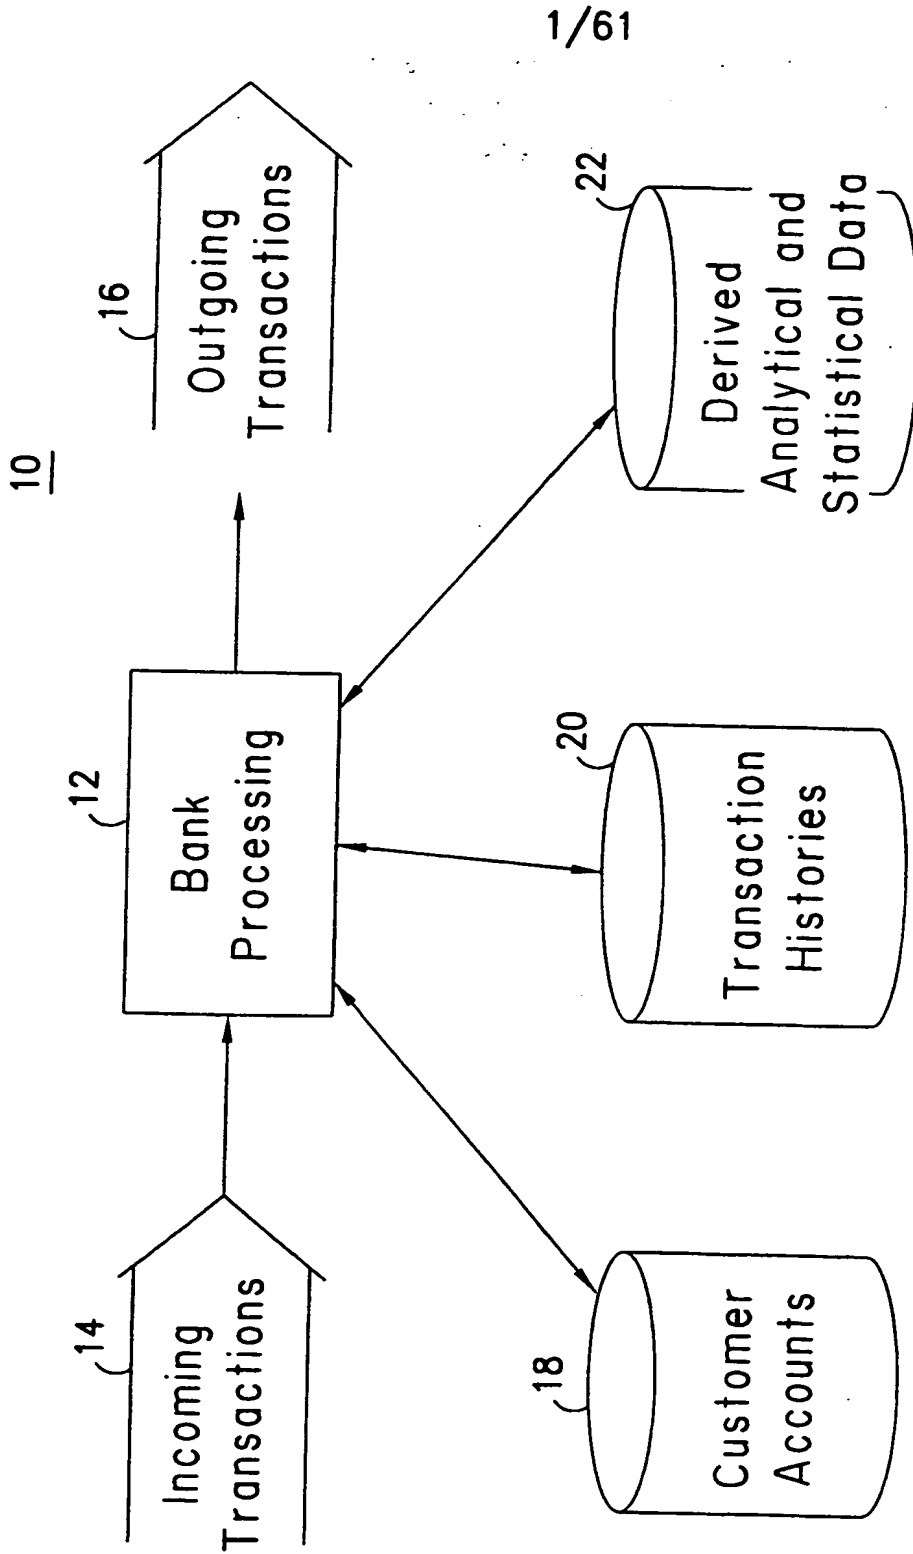 1/61
10
14
Incoming
Transactions
12
Bank
Processing
16
Outgoing
Transactions
18
Customer
Accounts
20
Transaction
Histories
22
Derived
Analytical and
Statistical Data